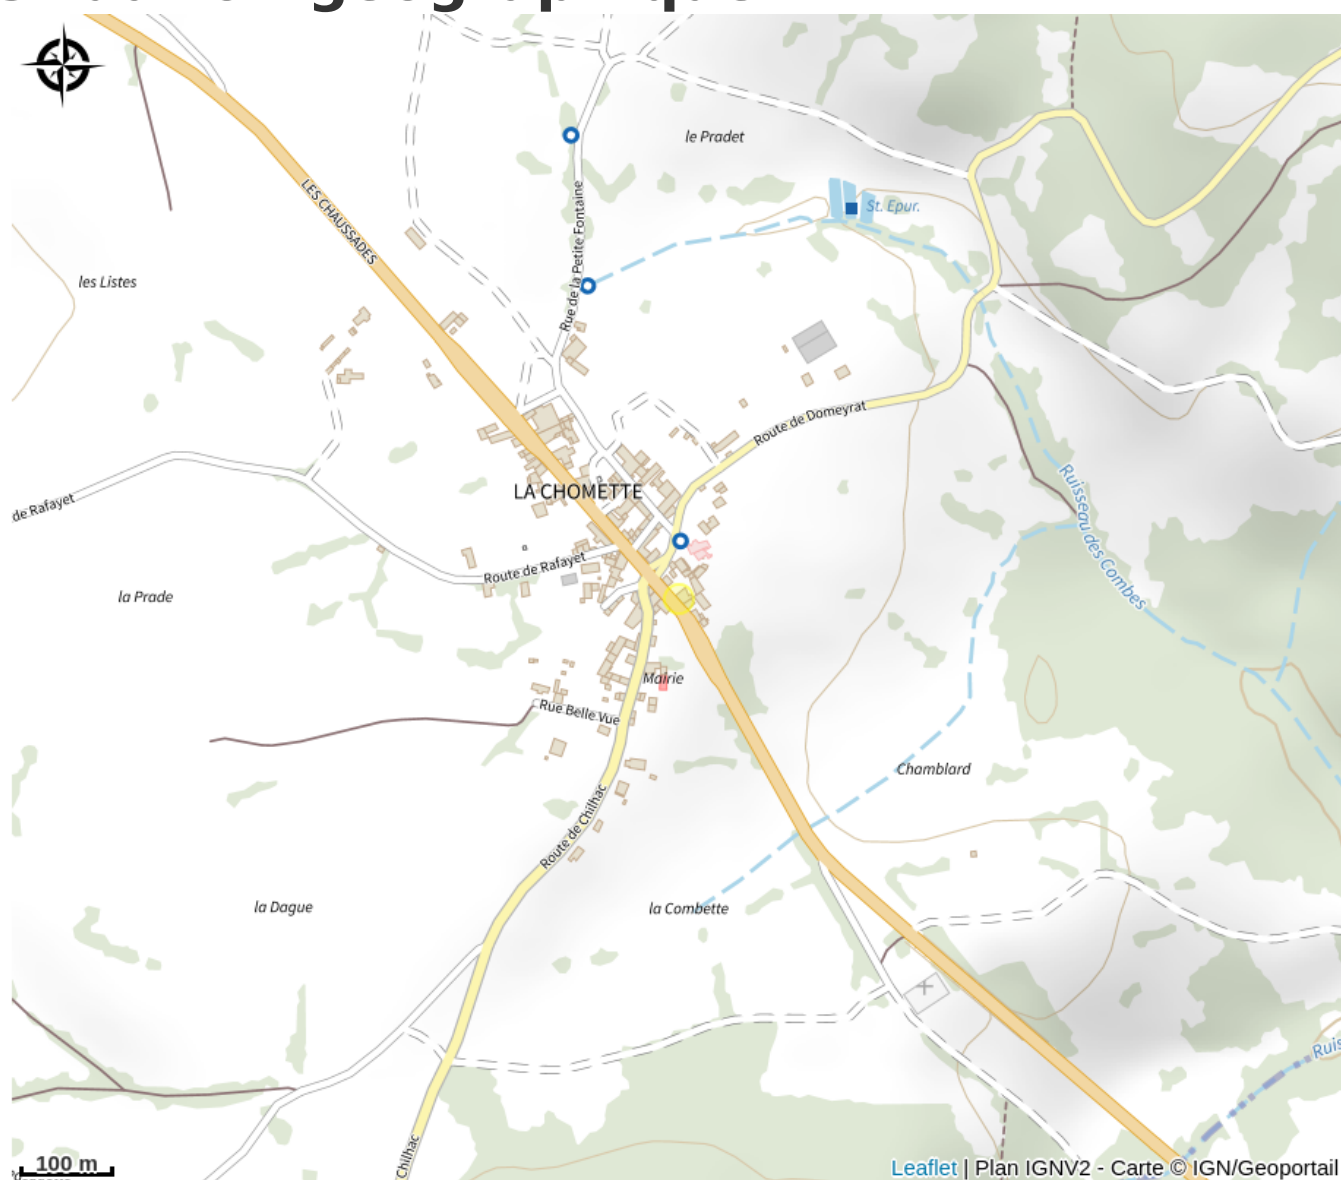 le Pradet
LES CHAUSSADES
Rue de la Petite Fontaine
St. Epur.
les Listes
Route de Domeyrat
LA CHOMETTE
de Rafayet
Route de Rafayet
Ruisseau des Combes
la Prade
Mairie
Rue Belle Vue
Chamblard
Route de Chilhac
la Dague
la Combette
Chilhac
100 m
Leaflet | Plan IGNV2 - Carte © IGN/Geoportail